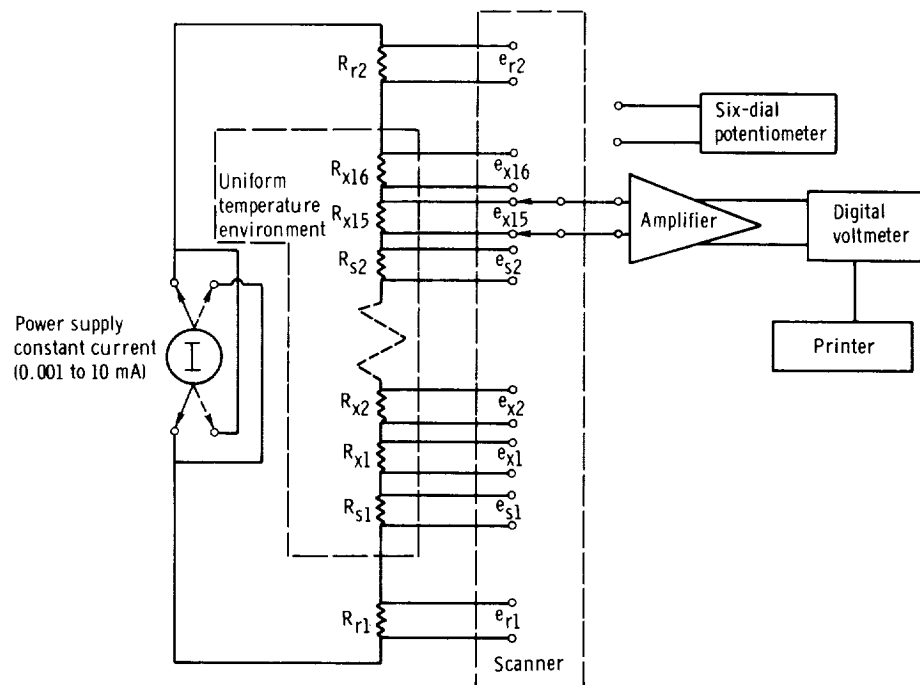 R_r2
e_r2
Six-dial
potentiometer
Uniform
temperature
environment
R_x16
e_x16
R_x15
e_x15
Amplifier
Digital
voltmeter
R_s2
e_s2
Power supply
constant current
(0.001 to 10 mA)
I
Printer
R_x2
e_x2
R_x1
e_x1
R_s1
e_s1
R_r1
e_r1
Scanner